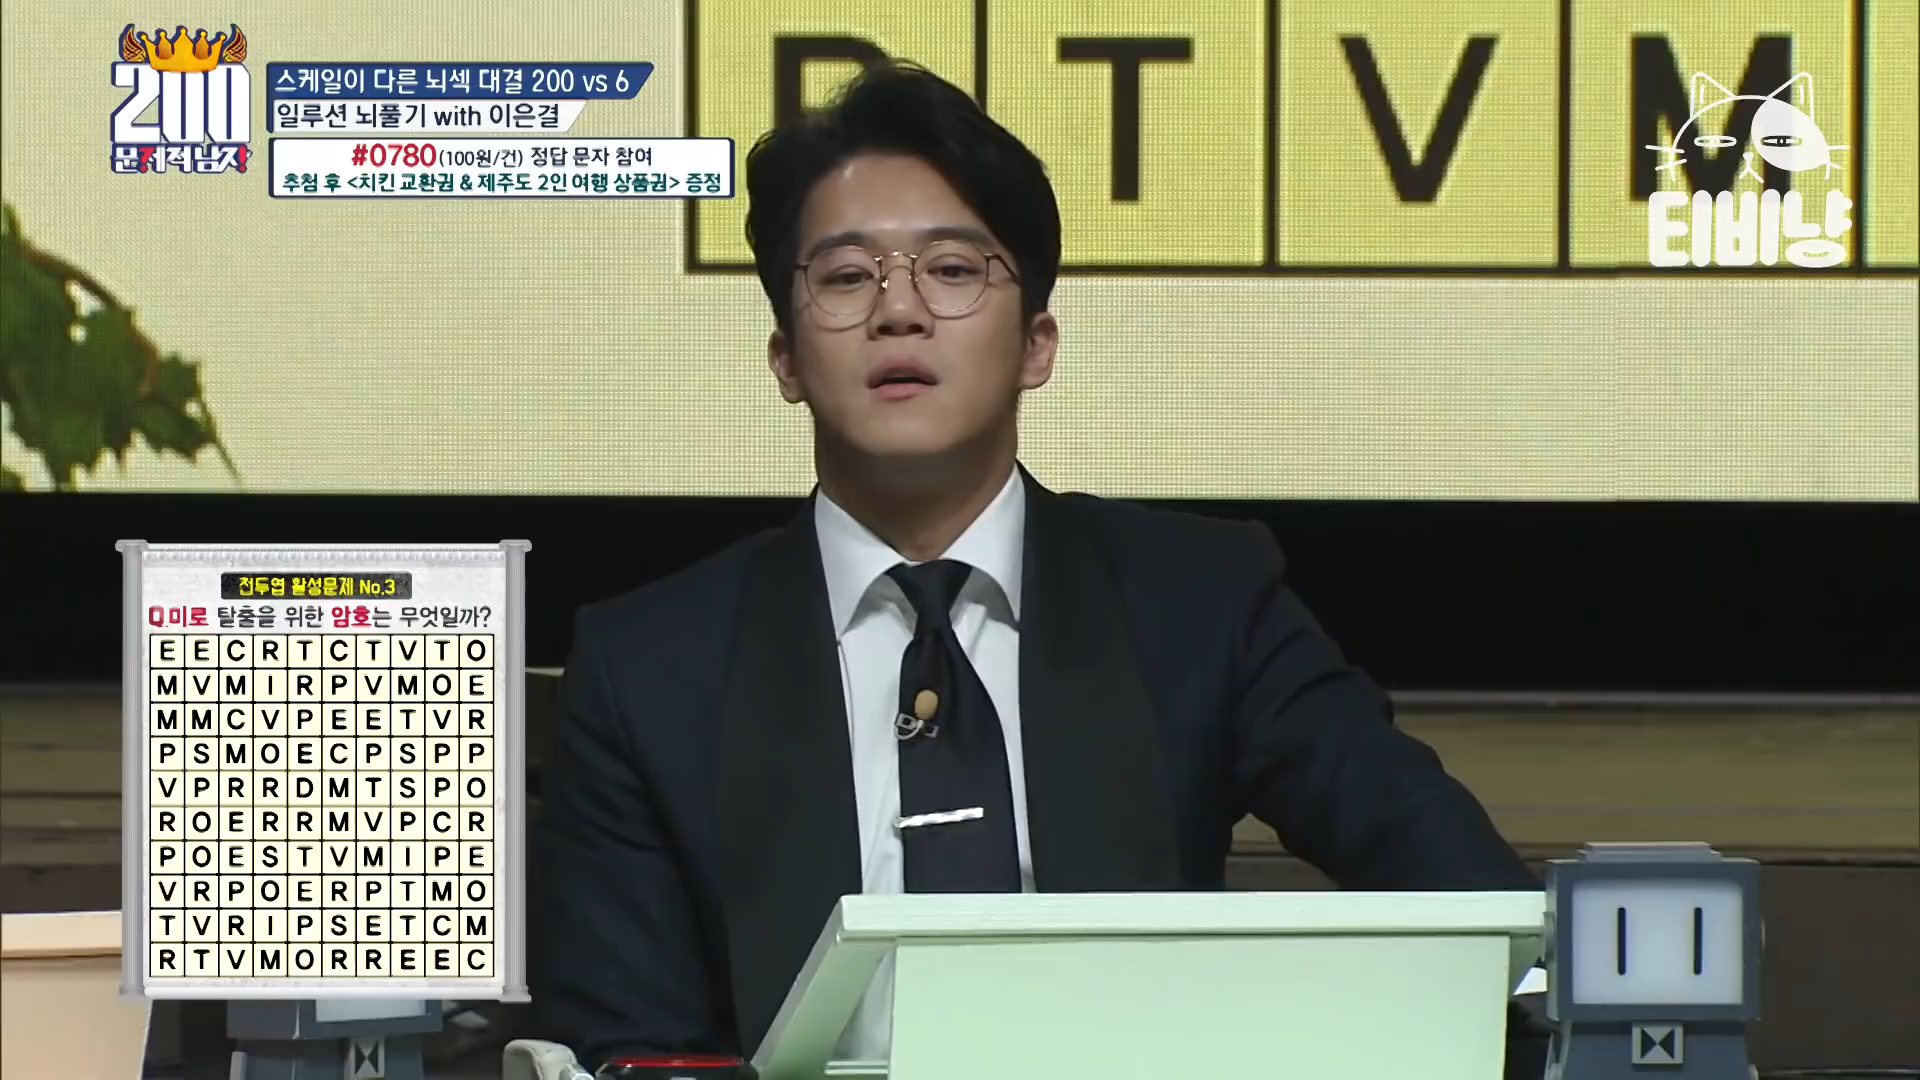 200
문제적남자
스케일이 다른 뇌섹 대결 200 vs 6
일루션 뇌풀기 with 이은결
#0780(100원/건) 정답 문자 참여
추첨 후 <치킨 교환권 & 제주도 2인 여행 상품권> 증정
T V M
티비냥
전두엽 활성문제 No.3
Q.미로 탈출을 위한 암호는 무엇일까?
E E C R T C T V T O
M V M I R P V M O E
M M C V P E E T V R
P S M O E C P S P P
V P R R D M T S P O
R O E R R M V P C R
P O E S T V M I P E
V R P O E R P T M O
T V R I P S E T C M
R T V M O R R E E C